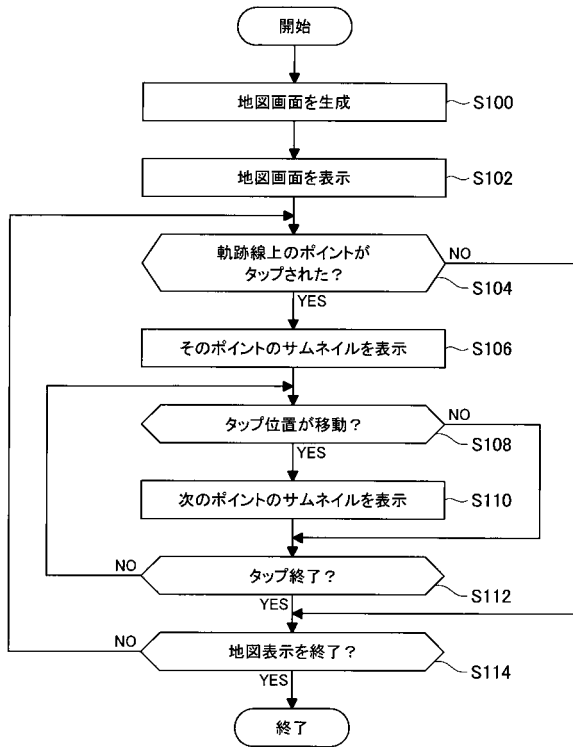 開始
地図画面を生成
S100
地図画面を表示
S102
軌跡線上のポイントが
タップされた?
NO
S104
YES
そのポイントのサムネイルを表示
S106
タップ位置が移動?
NO
S108
YES
次のポイントのサムネイルを表示
S110
タップ終了?
NO
S112
YES
地図表示を終了?
NO
S114
YES
終了